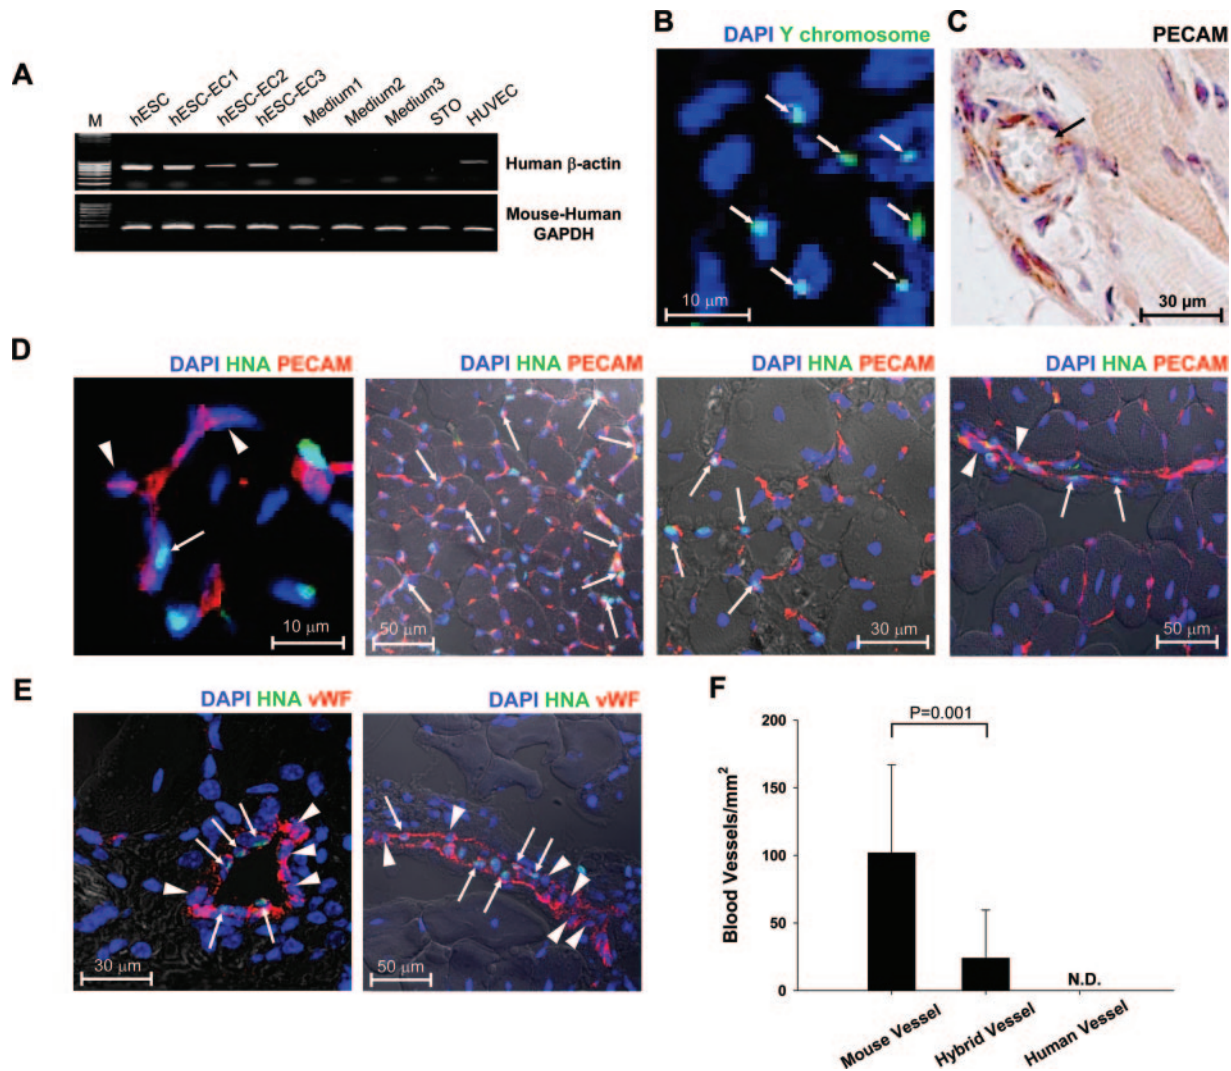 A
M
hESC
hESC-EC1
hESC-EC2
hESC-EC3
Medium1
Medium2
Medium3
STO
HUVEC
Human β-actin
Mouse-Human
GAPDH
B
DAPI Y chromosome
10 μm
C
PECAM
30 μm
D
DAPI HNA PECAM
10 μm
DAPI HNA PECAM
50 μm
DAPI HNA PECAM
30 μm
DAPI HNA PECAM
50 μm
E
DAPI HNA vWF
30 μm
DAPI HNA vWF
50 μm
F
P=0.001
Blood Vessels/mm²
200
150
100
50
0
N.D.
Mouse Vessel
Hybrid Vessel
Human Vessel